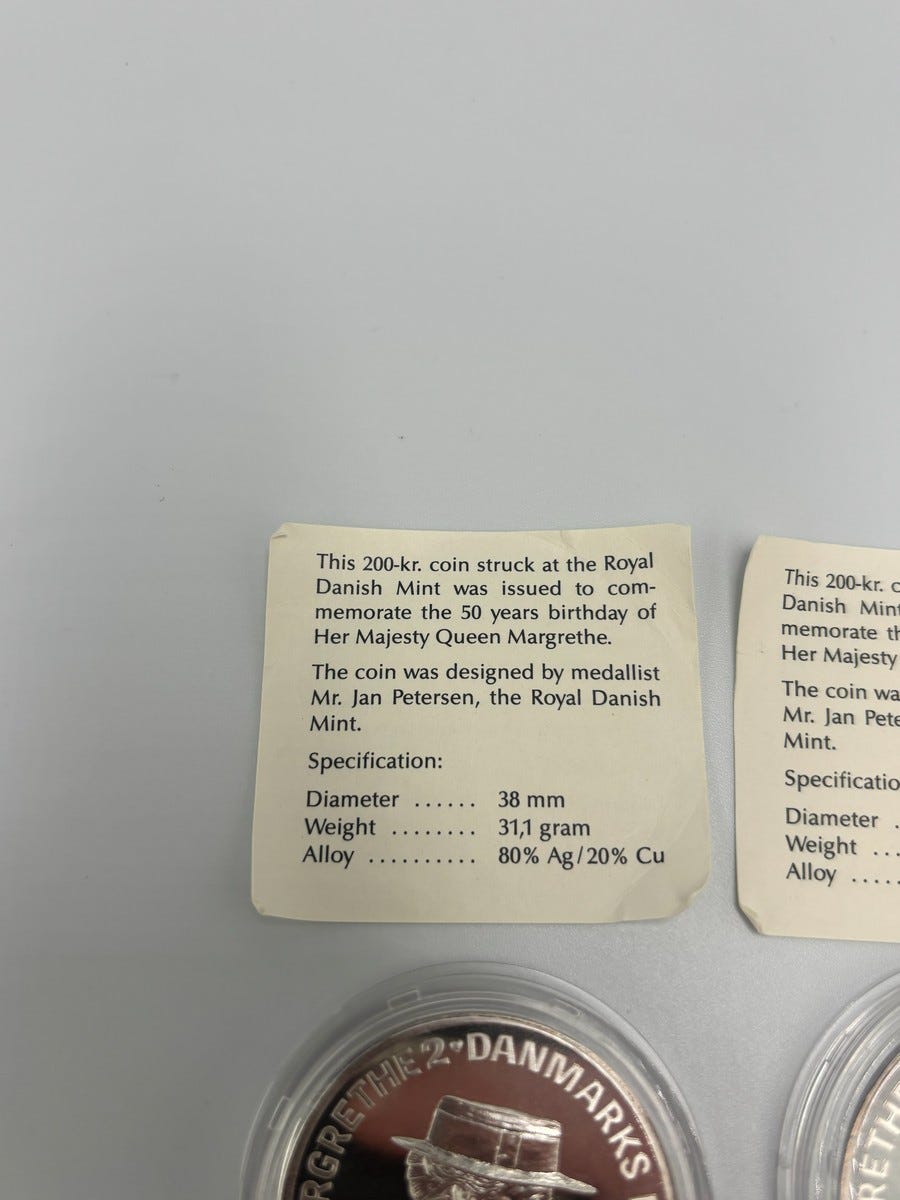 This 200-kr. coin struck at the Royal
Danish Mint was issued to com-
memorate the 50 years birthday of
Her Majesty Queen Margrethe.
The coin was designed by medallist
Mr. Jan Petersen, the Royal Danish
Mint.
Specification:
Diameter ...... 38 mm
Weight ........ 31,1 gram
Alloy .......... 80% Ag/20% Cu
This 200-kr.
Danish
Her Majesty
The coin
Mr. Jan
Mint.
Diameter
Weight ...
Alloy ....
2 DANMARKS